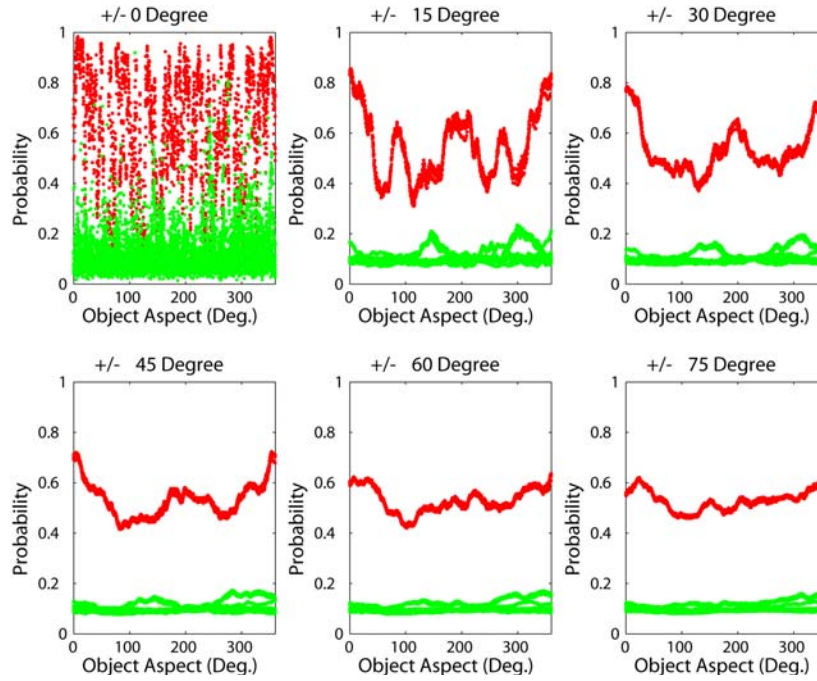 +/- 0 Degree
+/- 15 Degree
+/- 30 Degree
1
0.8
0.6
0.4
0.2
0
Probability
0 100 200 300
Object Aspect (Deg.)
1
0.8
0.6
0.4
0.2
0
Probability
0 100 200 300
Object Aspect (Deg.)
1
0.8
0.6
0.4
0.2
0
Probability
0 100 200 300
Object Aspect (Deg.)
+/- 45 Degree
+/- 60 Degree
+/- 75 Degree
1
0.8
0.6
0.4
0.2
0
Probability
0 100 200 300
Object Aspect (Deg.)
1
0.8
0.6
0.4
0.2
0
Probability
0 100 200 300
Object Aspect (Deg.)
1
0.8
0.6
0.4
0.2
0
Probability
0 100 200 300
Object Aspect (Deg.)